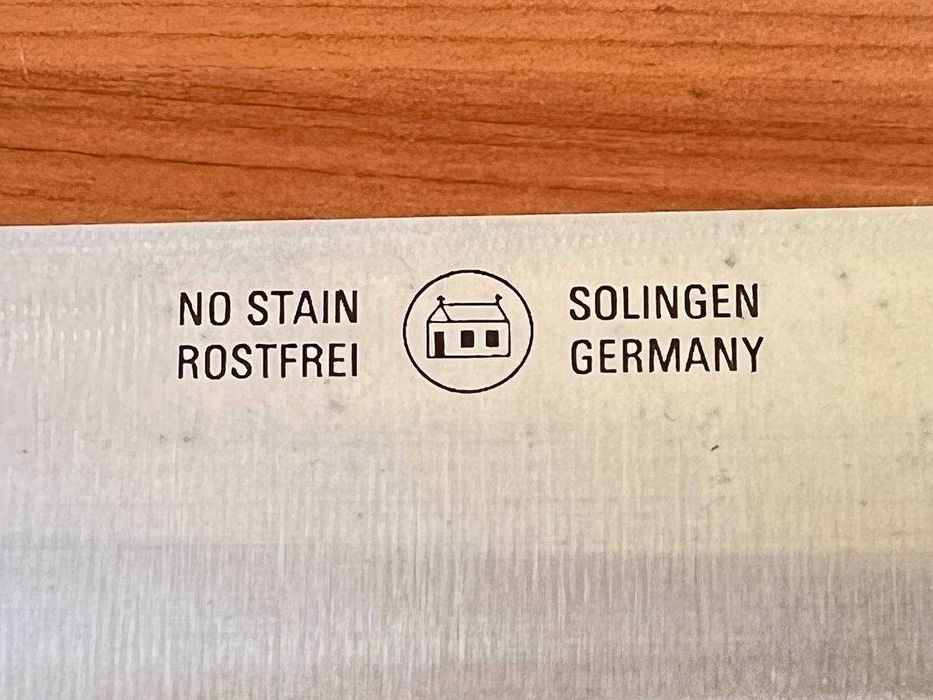 NO STAIN
ROSTFREI
SOLINGEN
GERMANY